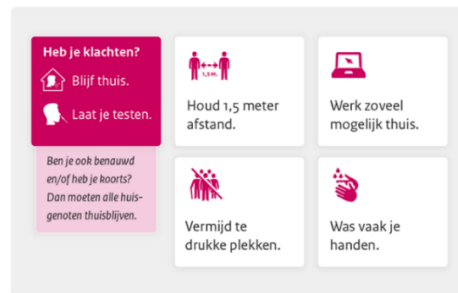 Heb je klachten?
Blijf thuis.
Laat je testen.
Ben je ook benauwd
en/of heb je koorts?
Dan moeten alle huis-
genoten thuisblijven.
1,5 M.
Houd 1,5 meter
afstand.
Werk zoveel
mogelijk thuis.
Vermijd te
drukke plekken.
Was vaak je
handen.